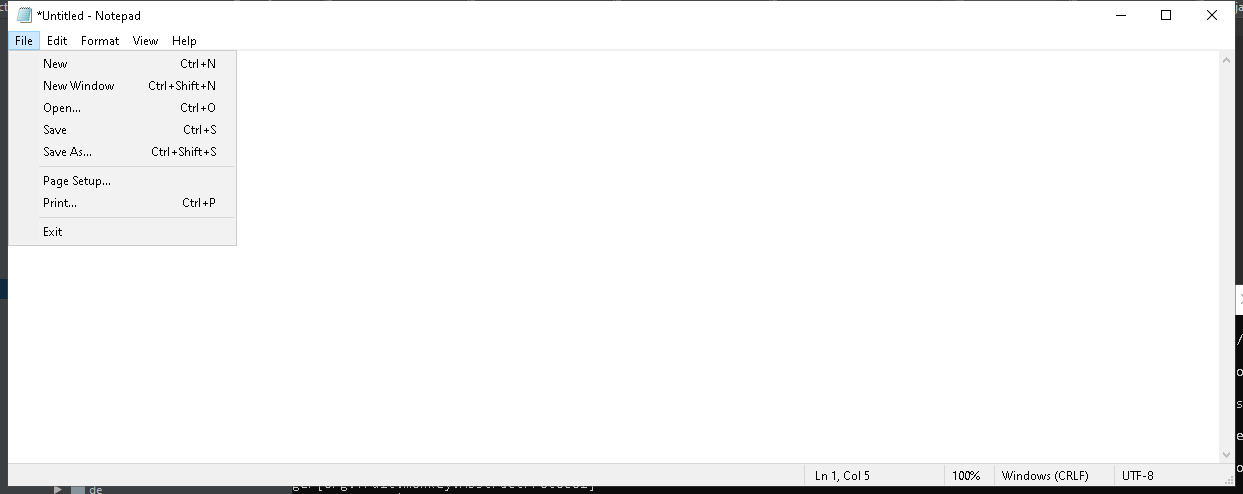 *Untitled - Notepad
File Edit Format View Help
New Ctrl+N
New Window Ctrl+Shift+N
Open... Ctrl+O
Save Ctrl+S
Save As... Ctrl+Shift+S
Page Setup...
Print... Ctrl+P
Exit
Ln 1, Col 5 100% Windows (CRLF) UTF-8
de